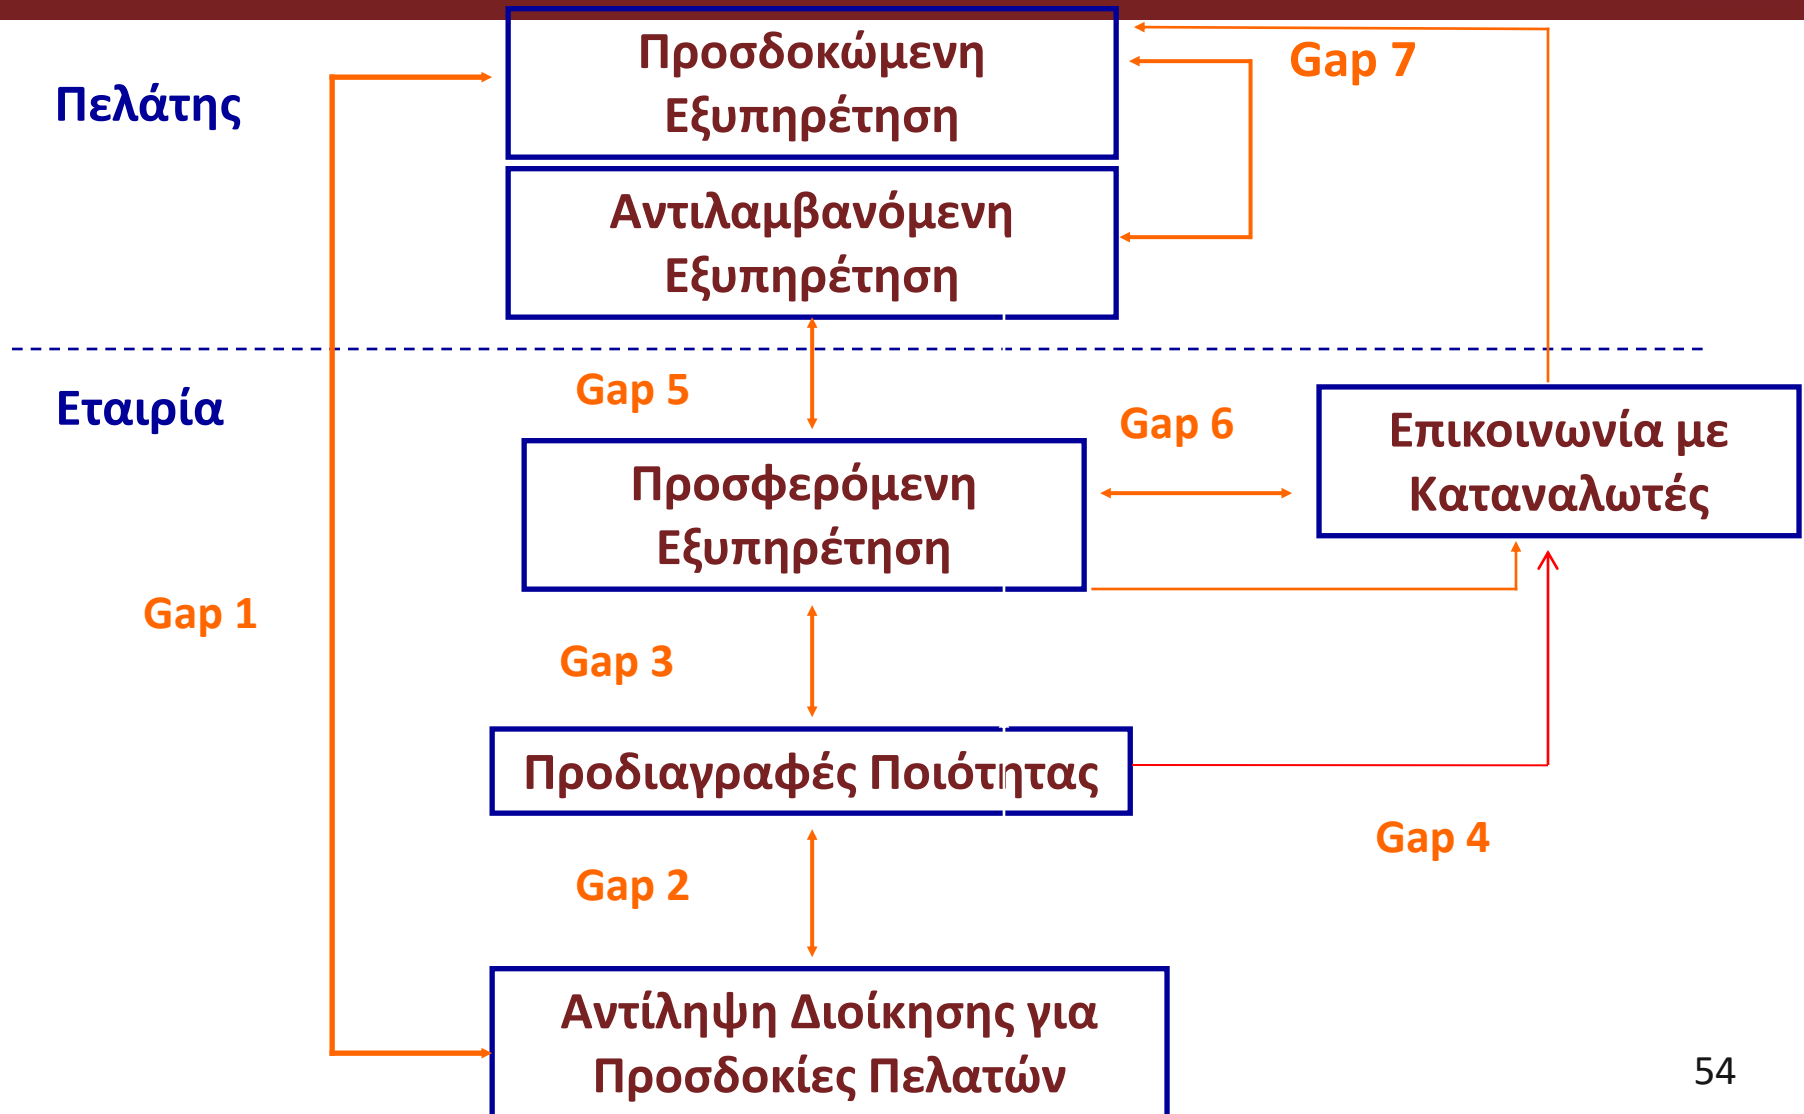 Προσδοκώμενη
Εξυπηρέτηση
Gap 7
Πελάτης
Αντιλαμβανόμενη
Εξυπηρέτηση
Εταιρία
Gap 5
Gap 6
Επικοινωνία με
Καταναλωτές
Προσφερόμενη
Εξυπηρέτηση
Gap 1
Gap 3
Προδιαγραφές Ποιότητας
Gap 4
Gap 2
Αντίληψη Διοίκησης για
Προσδοκίες Πελατών
54